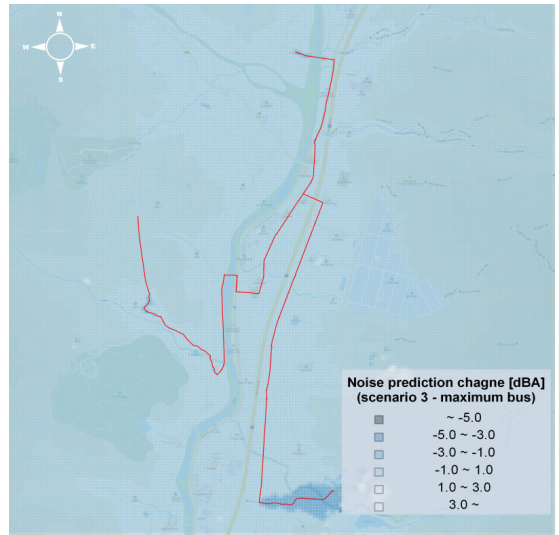 N
W E
S
Noise prediction chagne [dBA]
(scenario 3 - maximum bus)
~ -5.0
-5.0 ~ -3.0
-3.0 ~ -1.0
-1.0 ~ 1.0
1.0 ~ 3.0
3.0 ~